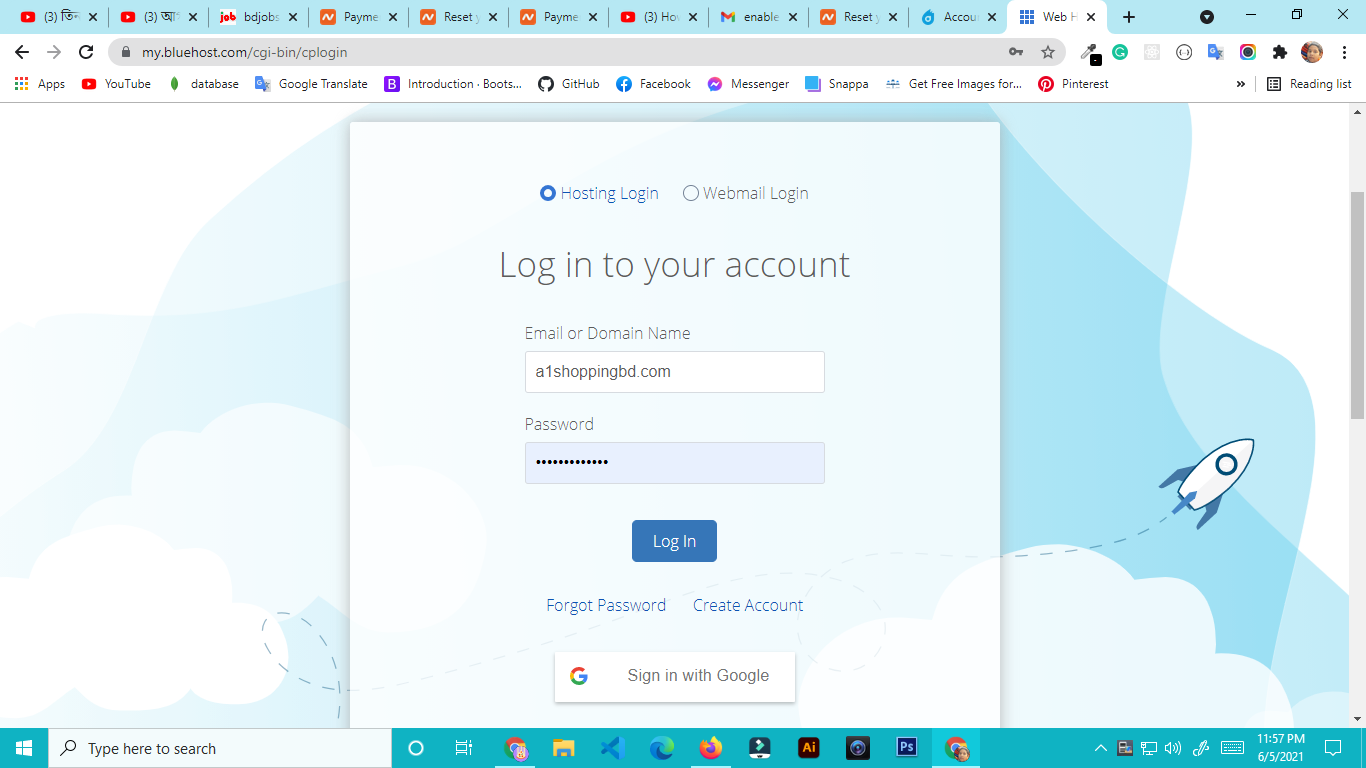 (3)
(3)
bdjobs
Payme
Reset y
Payme
(3) Hov
enable
Reset y
Accou
Web H
my.bluehost.com/cgi-bin/cplogin
Apps
YouTube
database
Google Translate
B
Introduction · Boots...
GitHub
Facebook
Messenger
Snappa
Get Free Images for...
Pinterest
»
Reading list
Hosting Login
Webmail Login
Log in to your account
Email or Domain Name
a1shoppingbd.com
Password
•••••••••••••
Log In
Forgot Password
Create Account
Sign in with Google
Type here to search
Ai
Ps
11:57 PM
6/5/2021